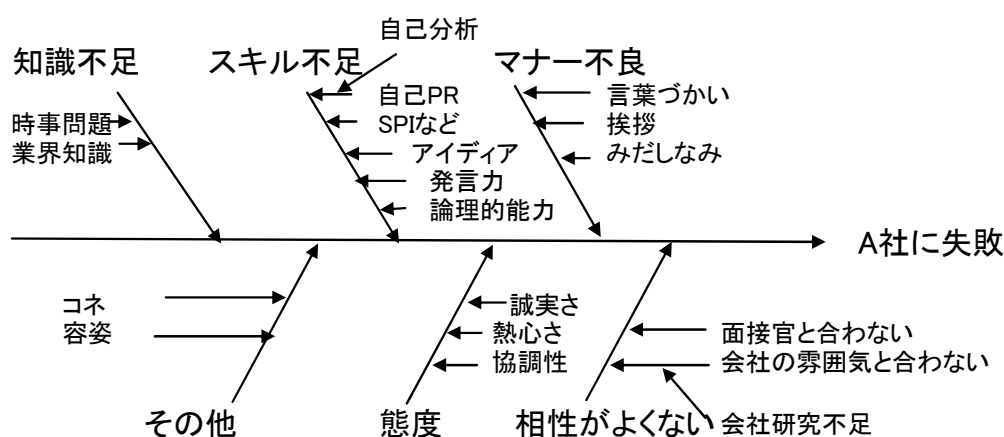 自己分析
知識不足
スキル不足
マナー不良
時事問題
業界知識
自己PR
SPIなど
アイディア
発言力
論理的能力
言葉づかい
挨拶
みだしなみ
A社に失敗
コネ
容姿
誠実さ
熱心さ
協調性
面接官と合わない
会社の雰囲気と合わない
その他
態度
相性がよくない
会社研究不足